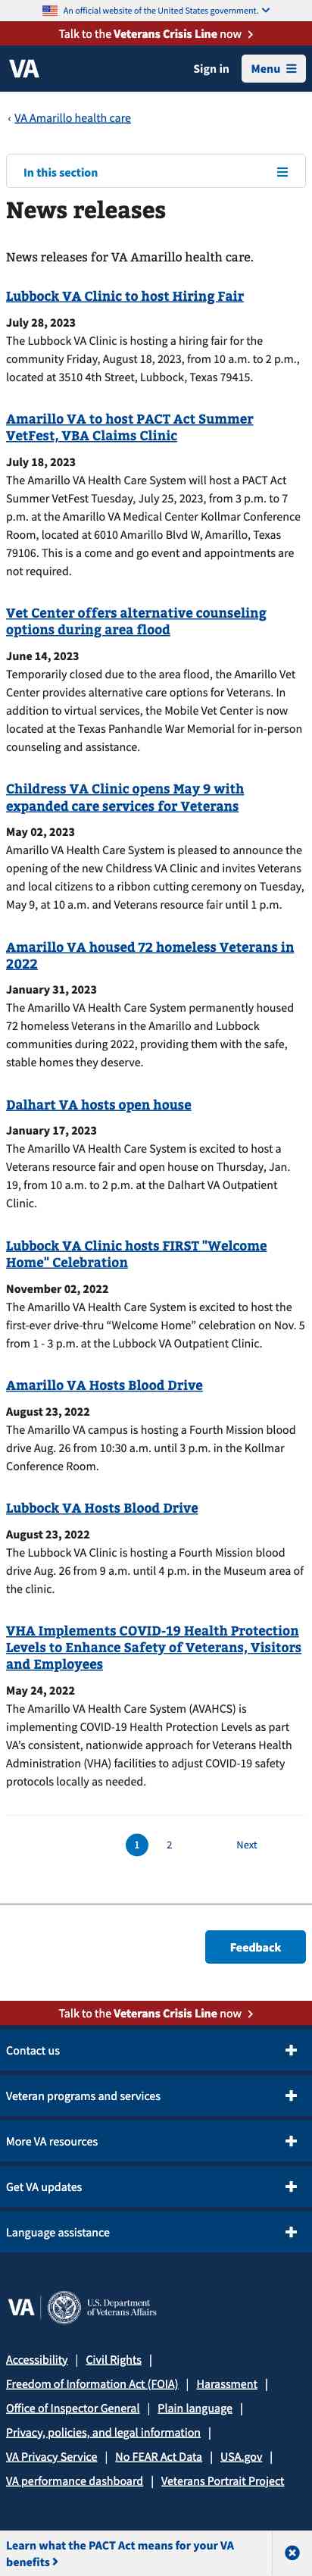 An official website of the United States government.
Talk to the Veterans Crisis Line now
VA
Sign in
Menu
‹ VA Amarillo health care
In this section
News releases
News releases for VA Amarillo health care.
Lubbock VA Clinic to host Hiring Fair
July 28, 2023
The Lubbock VA Clinic is hosting a hiring fair for the
community Friday, August 18, 2023, from 10 a.m. to 2 p.m.,
located at 3510 4th Street, Lubbock, Texas 79415.
Amarillo VA to host PACT Act Summer
VetFest, VBA Claims Clinic
July 18, 2023
The Amarillo VA Health Care System will host a PACT Act
Summer VetFest Tuesday, July 25, 2023, from 3 p.m. to 7
p.m. at the Amarillo VA Medical Center Kollmar Conference
Room, located at 6010 Amarillo Blvd W, Amarillo, Texas
79106. This is a come and go event and appointments are
not required.
Vet Center offers alternative counseling
options during area flood
June 14, 2023
Temporarily closed due to the area flood, the Amarillo Vet
Center provides alternative care options for Veterans. In
addition to virtual services, the Mobile Vet Center is now
located at the Texas Panhandle War Memorial for in-person
counseling and assistance.
Childress VA Clinic opens May 9 with
expanded care services for Veterans
May 02, 2023
Amarillo VA Health Care System is pleased to announce the
opening of the new Childress VA Clinic and invites Veterans
and local citizens to a ribbon cutting ceremony on Tuesday,
May 9, at 10 a.m. and Veterans resource fair until 1 p.m.
Amarillo VA housed 72 homeless Veterans in
2022
January 31, 2023
The Amarillo VA Health Care System permanently housed
72 homeless Veterans in the Amarillo and Lubbock
communities during 2022, providing them with the safe,
stable homes they deserve.
Dalhart VA hosts open house
January 17, 2023
The Amarillo VA Health Care System is excited to host a
Veterans resource fair and open house on Thursday, Jan.
19, from 10 a.m. to 2 p.m. at the Dalhart VA Outpatient
Clinic.
Lubbock VA Clinic hosts FIRST "Welcome
Home" Celebration
November 02, 2022
The Amarillo VA Health Care System is excited to host the
first-ever drive-thru “Welcome Home” celebration on Nov. 5
from 1 - 3 p.m. at the Lubbock VA Outpatient Clinic.
Amarillo VA Hosts Blood Drive
August 23, 2022
The Amarillo VA campus is hosting a Fourth Mission blood
drive Aug. 26 from 10:30 a.m. until 3 p.m. in the Kollmar
Conference Room.
Lubbock VA Hosts Blood Drive
August 23, 2022
The Lubbock VA Clinic is hosting a Fourth Mission blood
drive Aug. 26 from 9 a.m. until 4 p.m. in the Museum area of
the clinic.
VHA Implements COVID-19 Health Protection
Levels to Enhance Safety of Veterans, Visitors
and Employees
May 24, 2022
The Amarillo VA Health Care System (AVAHCS) is
implementing COVID-19 Health Protection Levels as part
VA’s consistent, nationwide approach for Veterans Health
Administration (VHA) facilities to adjust COVID-19 safety
protocols locally as needed.
1 2 Next
Feedback
Talk to the Veterans Crisis Line now
Contact us
Veteran programs and services
More VA resources
Get VA updates
Language assistance
VA
U.S. Department
of Veterans Affairs
Accessibility | Civil Rights |
Freedom of Information Act (FOIA) | Harassment |
Office of Inspector General | Plain language |
Privacy, policies, and legal information |
VA Privacy Service | No FEAR Act Data | USA.gov |
VA performance dashboard | Veterans Portrait Project
Learn what the PACT Act means for your VA
benefits